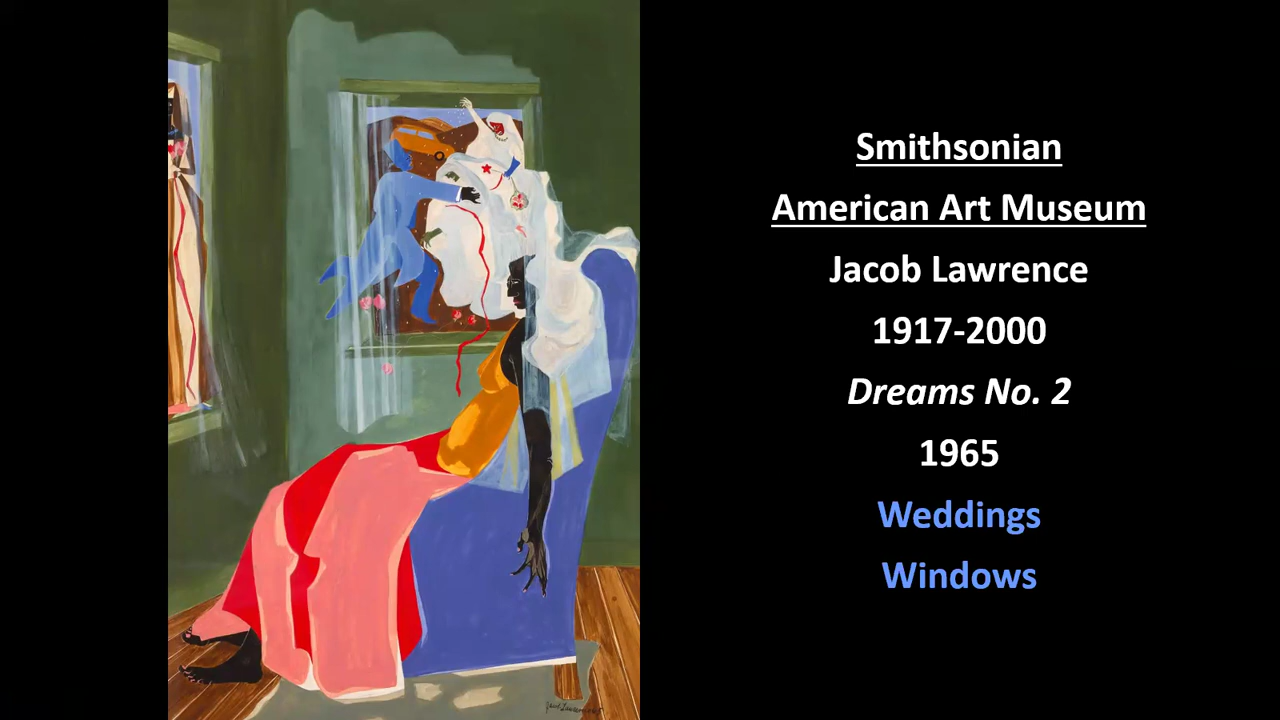 Smithsonian
American Art Museum
Jacob Lawrence
1917-2000
Dreams No. 2
1965
Weddings
Windows